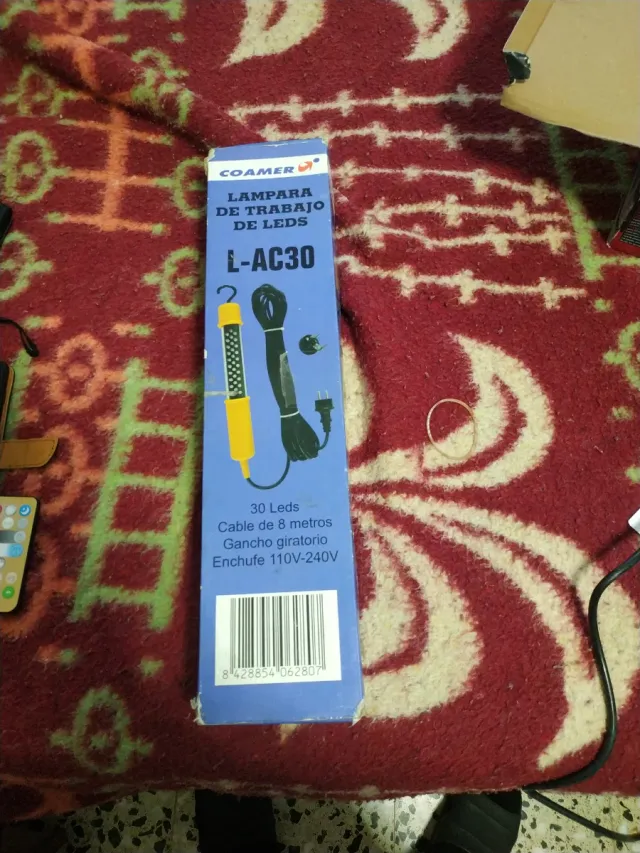 COAMER
LAMPARA
DE TRABAJO
DE LEDS
L-AC30
30 Leds
Cable de 8 metros
Gancho giratorio
Enchufe 110V-240V
8 428854 062807